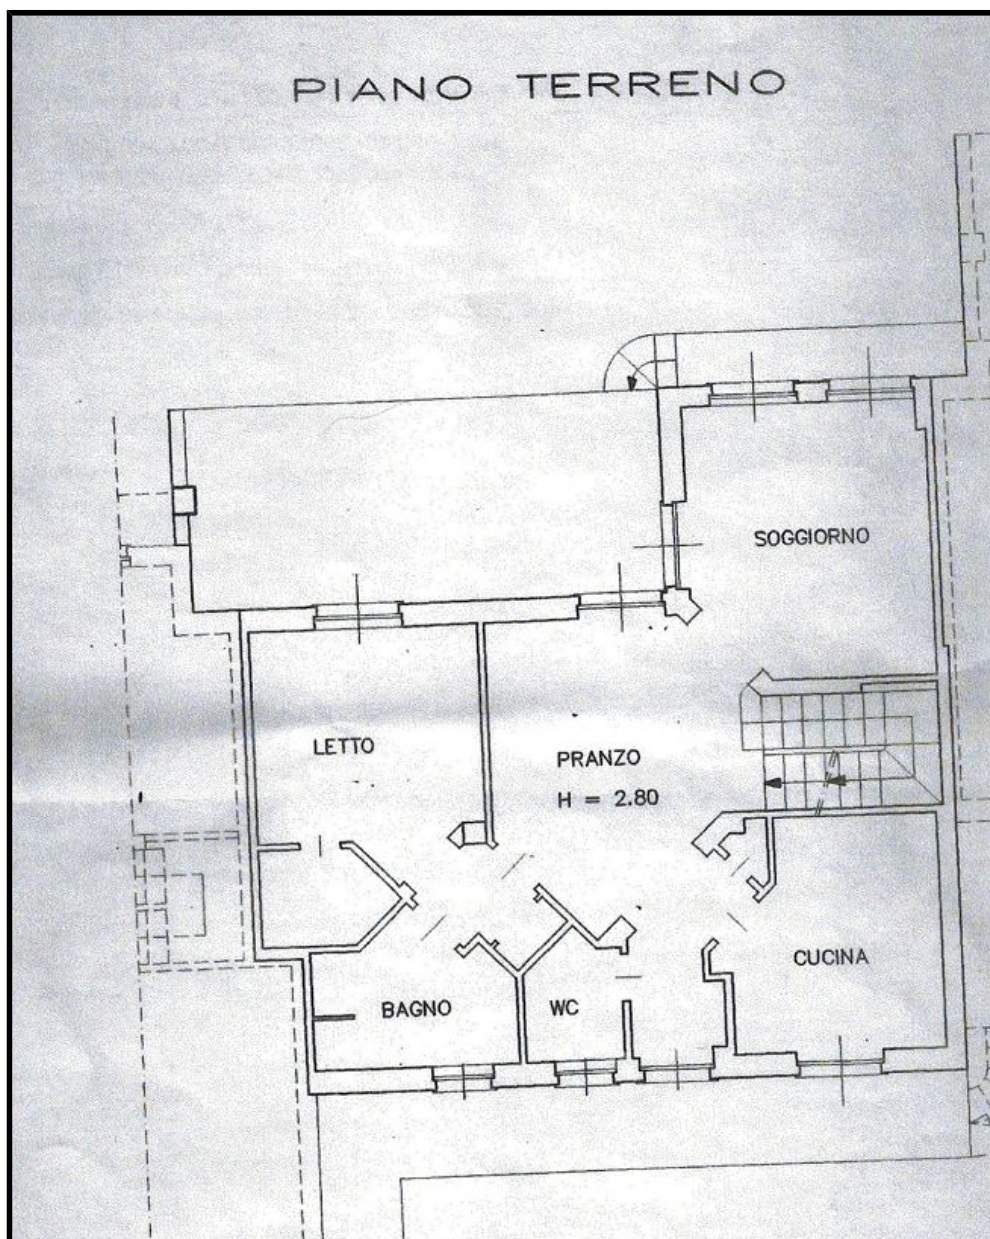 PIANO TERRENO
SOGGIORNO
LETTO
PRANZO
H = 2.80
CUCINA
BAGNO
WC